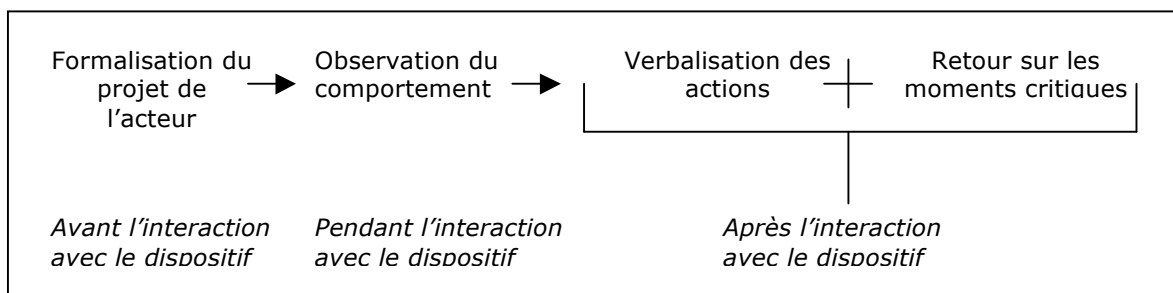 Formalisation du
projet de
l'acteur
Observation du
comportement
Verbalisation des
actions
Retour sur les
moments critiques
Avant l'interaction
avec le dispositif
Pendant l'interaction
avec le dispositif
Après l'interaction
avec le dispositif